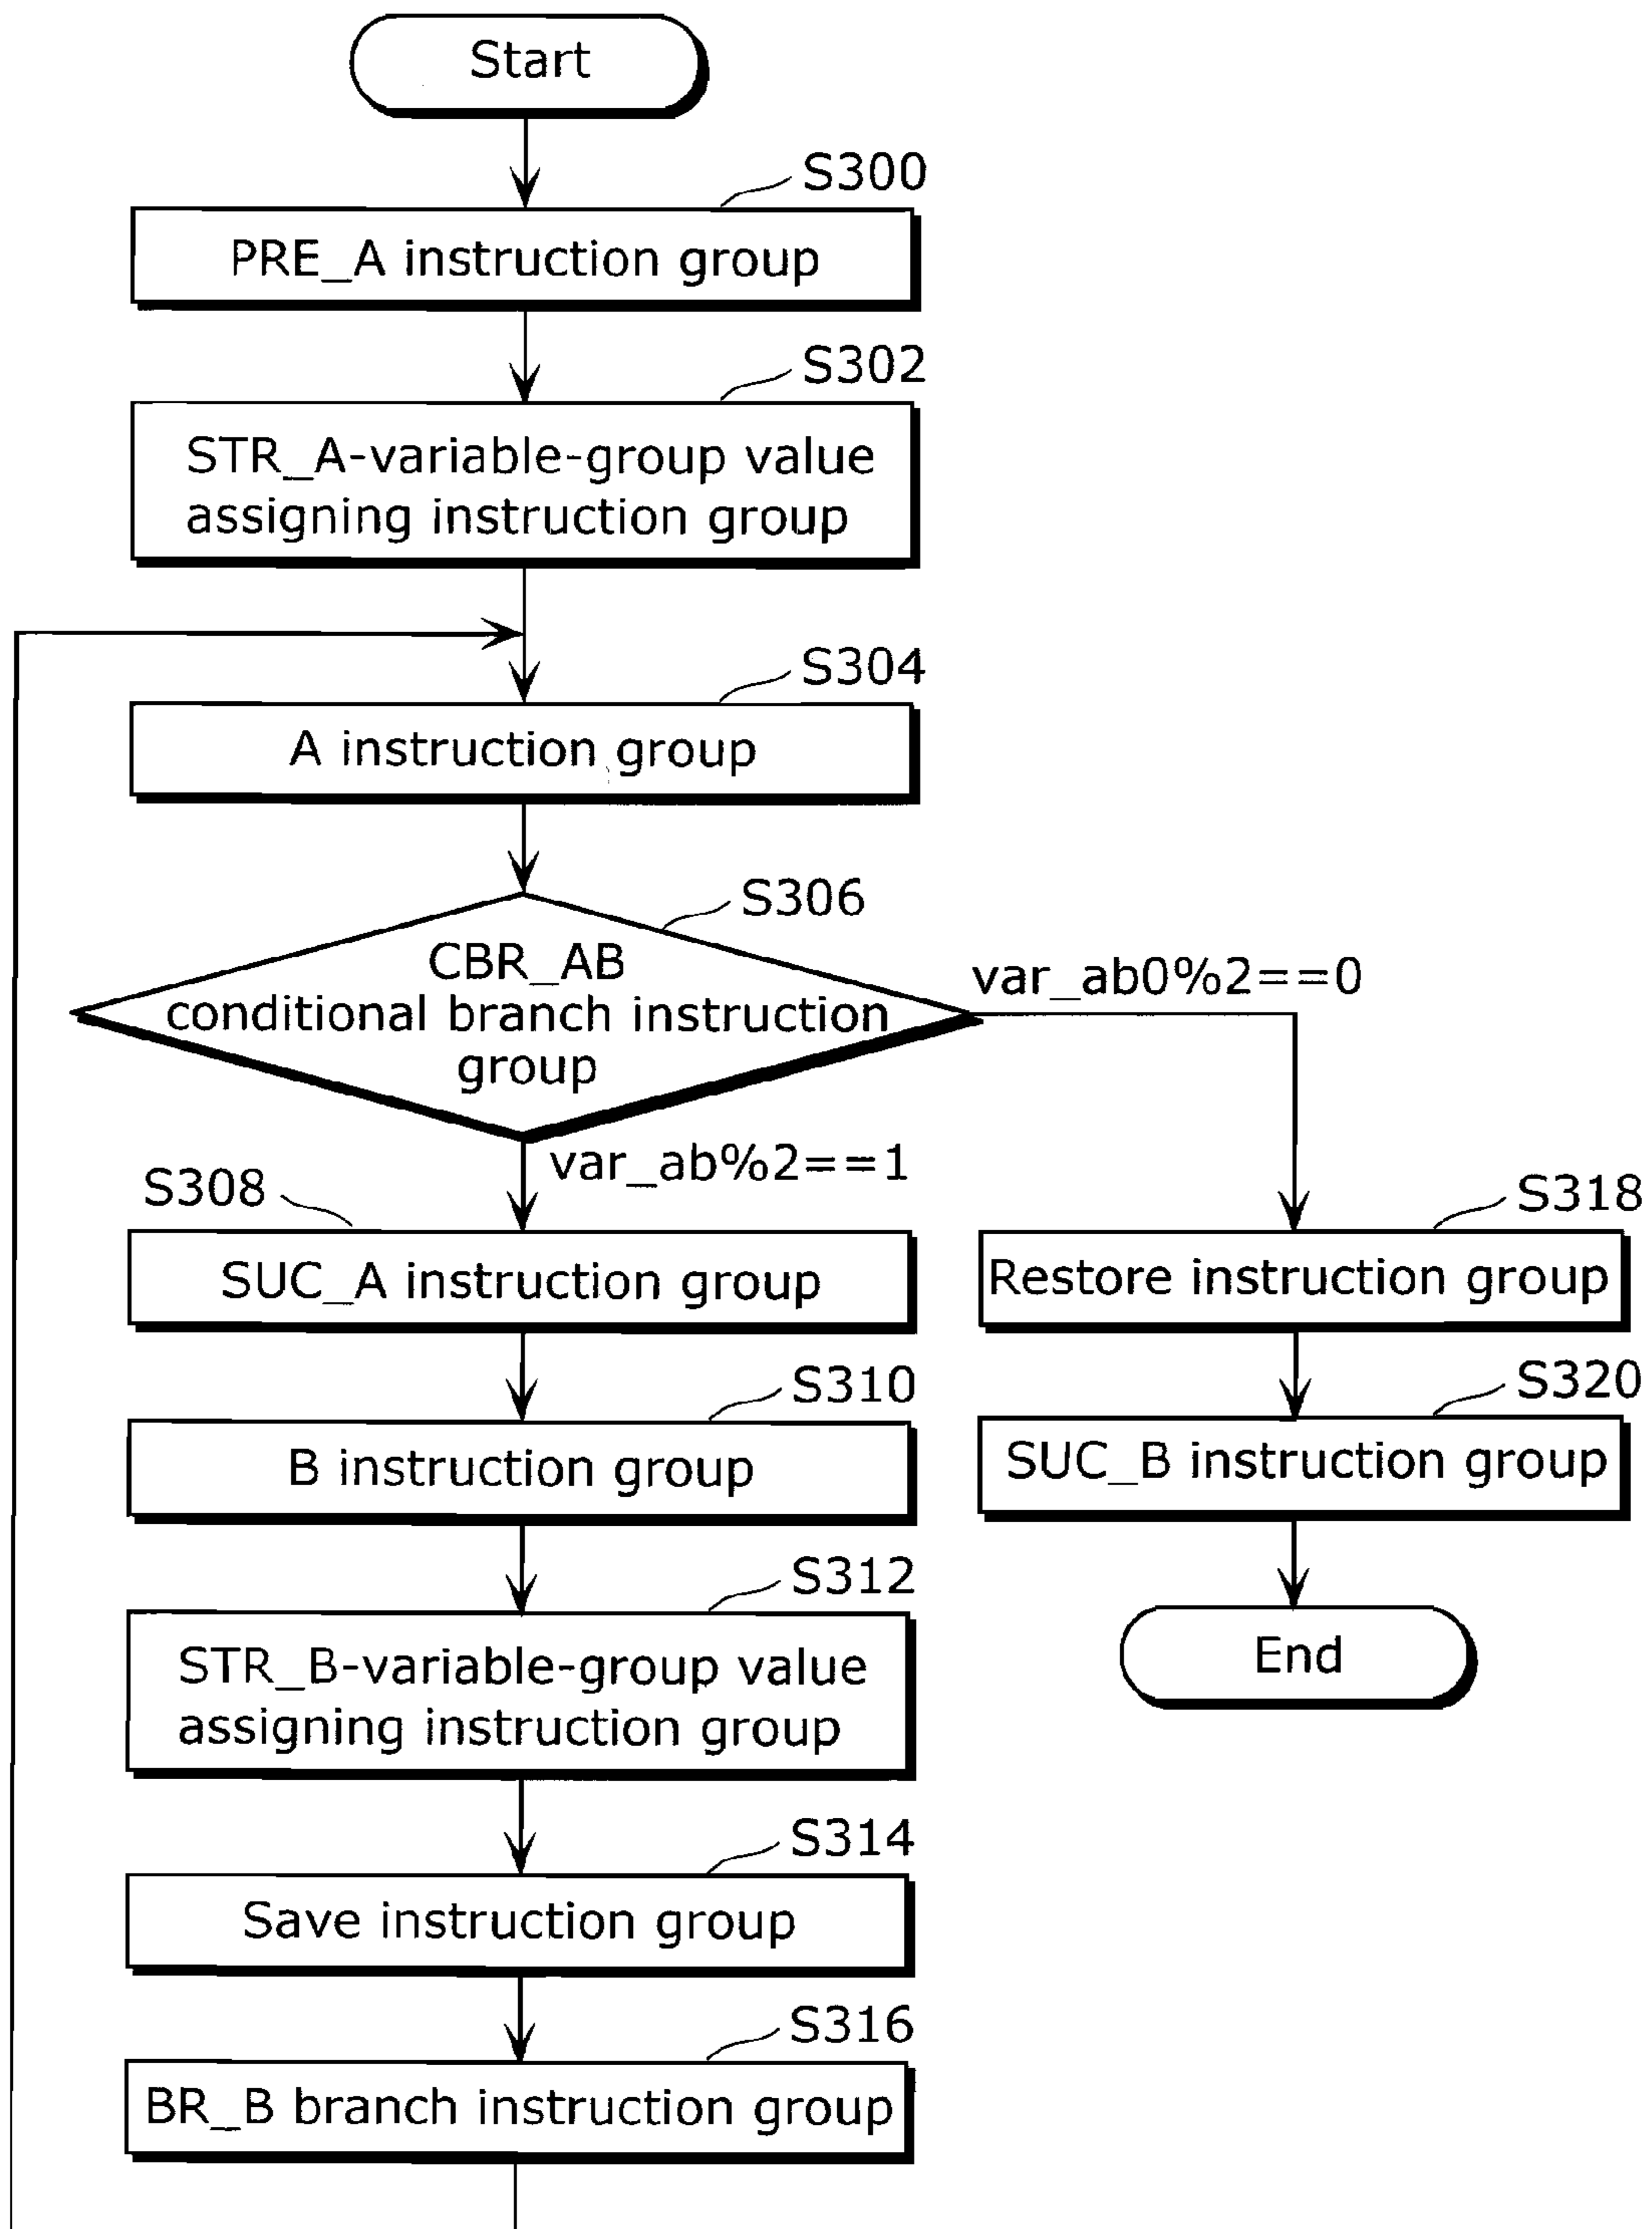 Start
S300
PRE_A instruction group
S302
STR_A-variable-group value
assigning instruction group
S304
A instruction group
S306
CBR_AB
conditional branch instruction
group
var_ab0%2==0
var_ab%2==1
S308
SUC_A instruction group
S318
Restore instruction group
S310
B instruction group
S320
SUC_B instruction group
S312
STR_B-variable-group value
assigning instruction group
End
S314
Save instruction group
S316
BR_B branch instruction group